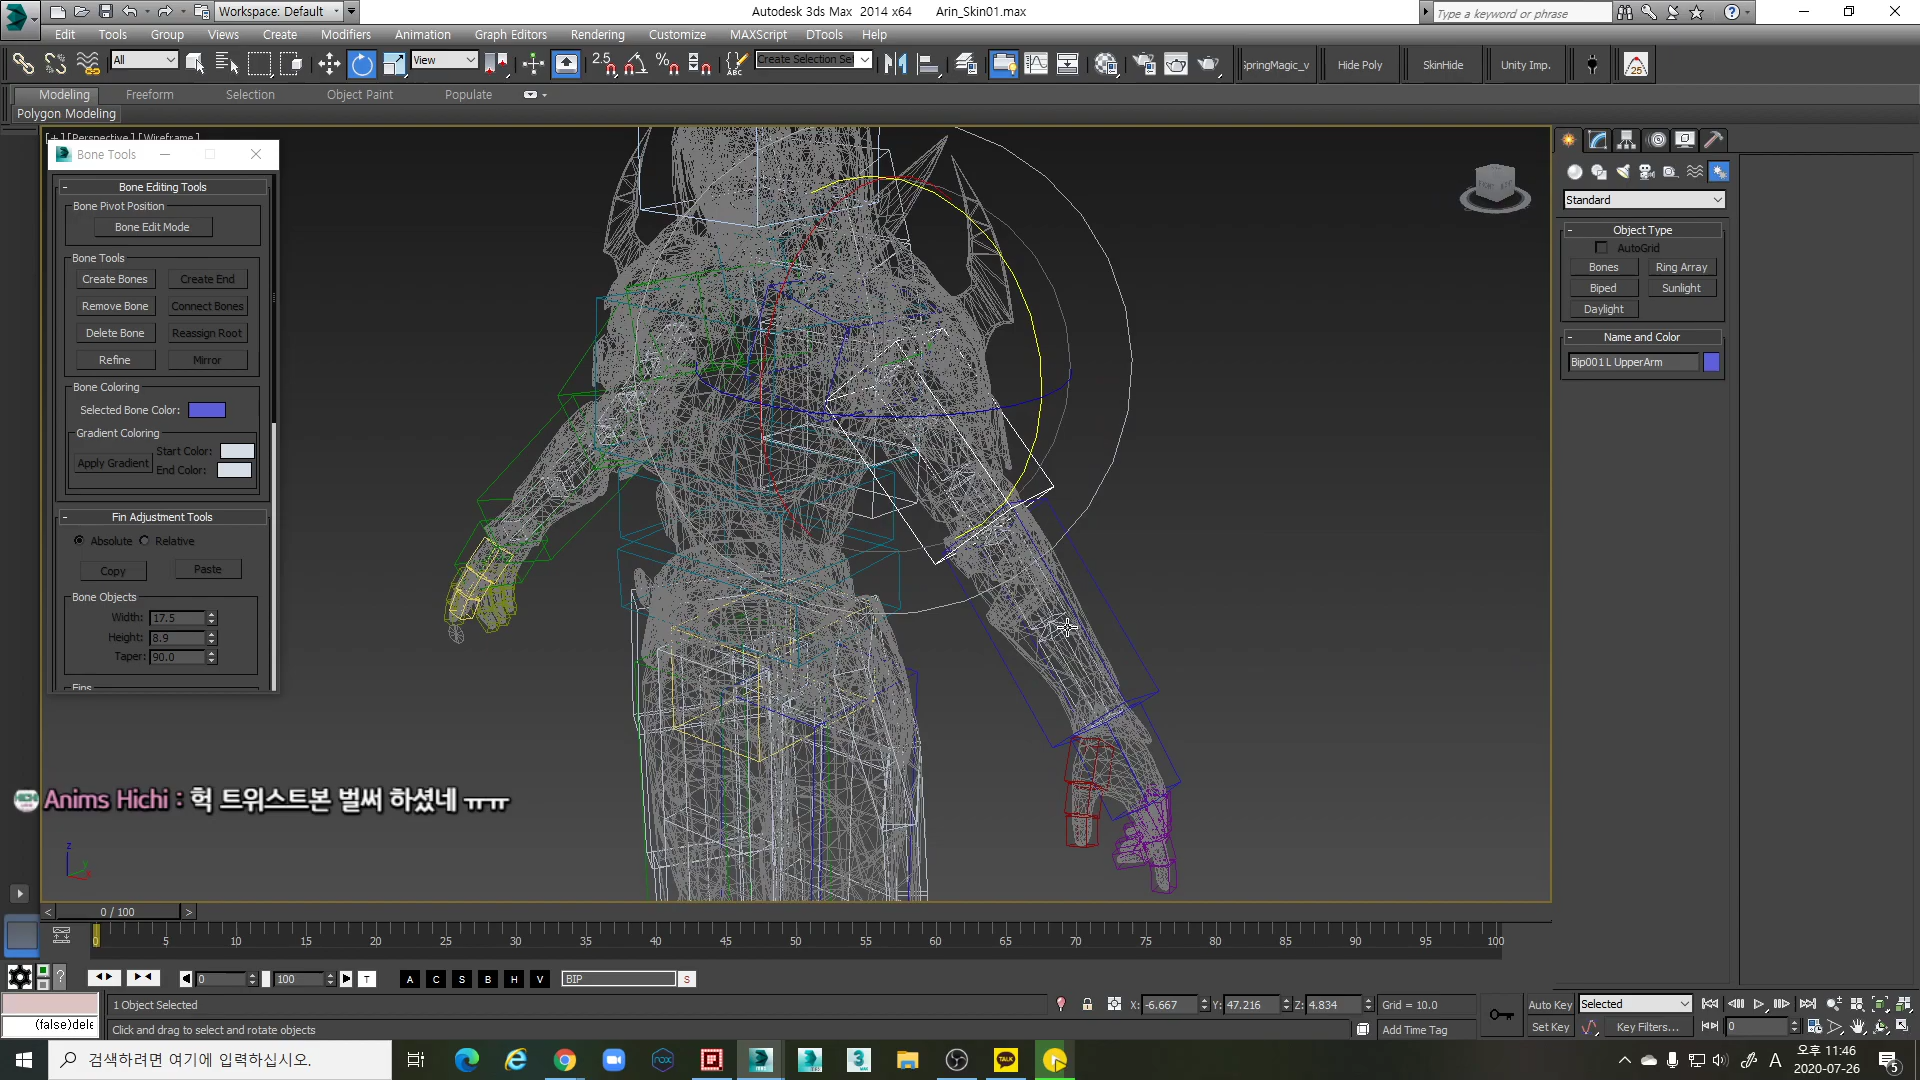 Workspace: Default
Autodesk 3ds Max 2014 x64 Arin_Skin01.max
Type a keyword or phrase
Edit Tools Group Views Create Modifiers Animation Graph Editors Rendering Customize MAXScript DTools Help
All
View
2.5
Create Selection Set
SpringMagic_v
Hide Poly
SkinHide
Unity Imp.
25
Modeling Freeform Selection Object Paint Populate
Polygon Modeling
[+][Perspective][Wireframe]
Bone Tools
Bone Editing Tools
Bone Pivot Position
Bone Edit Mode
Bone Tools
Create Bones Create End
Remove Bone Connect Bones
Delete Bone Reassign Root
Refine Mirror
Bone Coloring
Selected Bone Color:
Gradient Coloring
Start Color:
Apply Gradient
End Color:
Fin Adjustment Tools
Absolute Relative
Copy Paste
Bone Objects
Width: 17.5
Height: 8.9
Taper: 90.0
Fins
Standard
Object Type
AutoGrid
Bones Ring Array
Biped Sunlight
Daylight
Name and Color
Bip001 L UpperArm
Anims Hichi : 헉 트위스트본 벌써 하셨네 ㅠㅠ
z
< 0 / 100 >
0 5 10 15 20 25 30 35 40 45 50 55 60 65 70 75 80 85 90 95 100
0 100 T A C S B H V BIP S
1 Object Selected
X: -6.667 Y: 47.216 Z: 4.834 Grid = 10.0
Auto Key Selected
(false)dele
Click and drag to select and rotate objects
Add Time Tag
Set Key Key Filters... 0
검색하려면 여기에 입력하십시오.
TALK
A
오후 11:46
2020-07-26
5